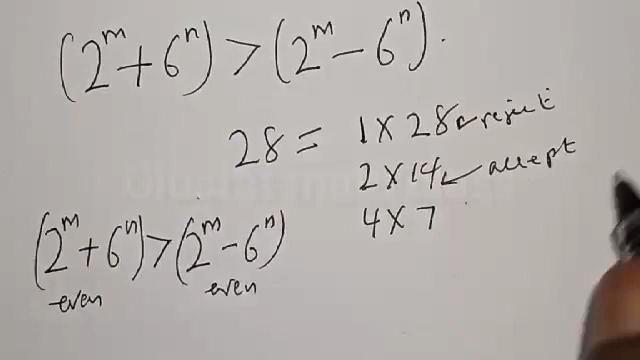 (2^m + 6^n) > (2^m − 6^n).
28 = 1 × 28 ↙ reject
2 × 14 ↙ accept
4 × 7
(2^m + 6^n) > (2^m − 6^n)
even even